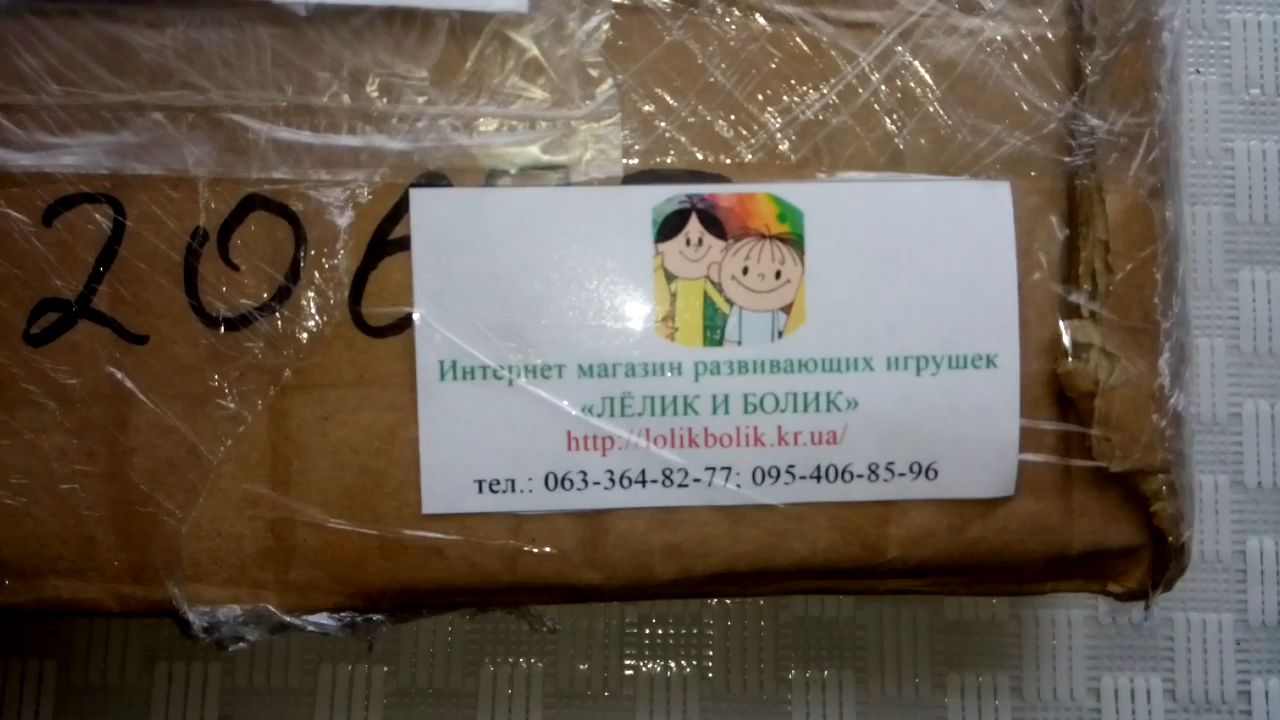 206
Интернет магазин развивающих игрушек
«ЛЁЛИК И БОЛИК»
http://lolikbolik.kr.ua/
тел.: 063-364-82-77; 095-406-85-96